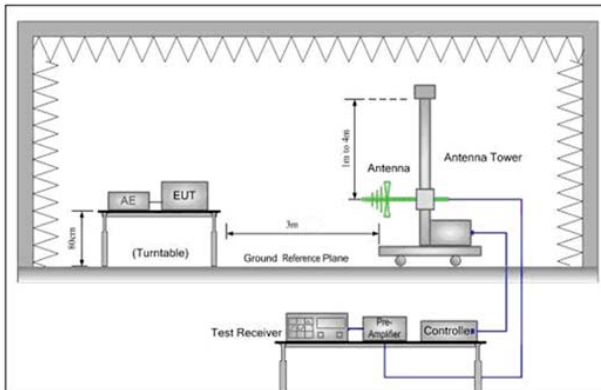 1m to 4m
Antenna
Antenna Tower
AE
EUT
80cm
(Turntable)
3m
Ground Reference Plane
Test Receiver
Pre-
Amplifier
Controller